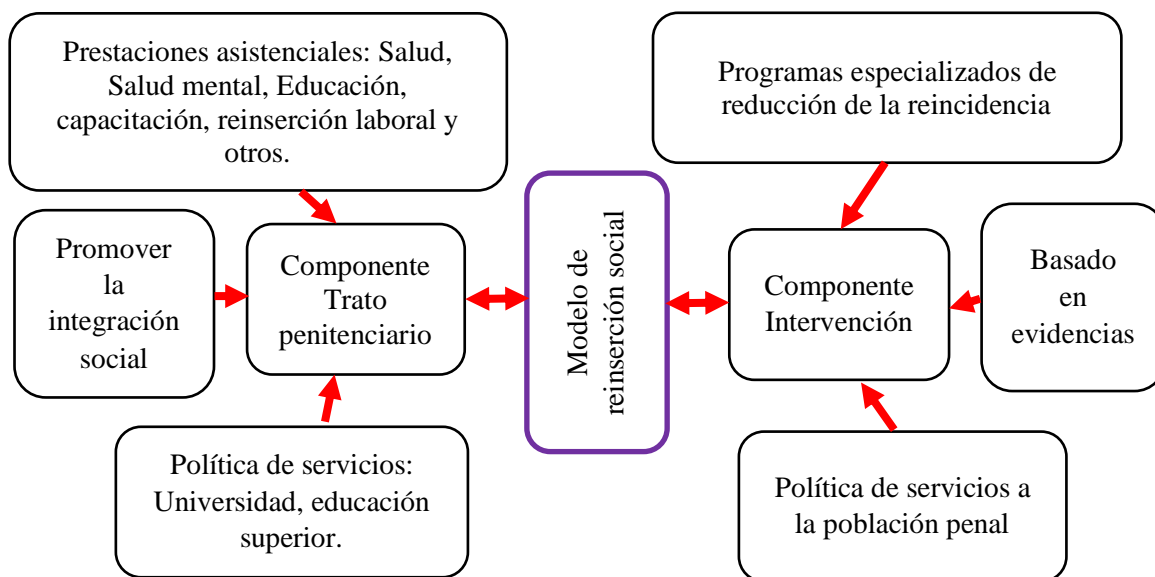 Prestaciones asistenciales: Salud,
Salud mental, Educación,
capacitación, reinserción laboral y
otros.
Programas especializados de
reducción de la reincidencia
Promover
la
integración
social
Componente
Trato
penitenciario
Modelo de
reinserción social
Componente
Intervención
Basado
en
evidencias
Política de servicios:
Universidad, educación
superior.
Política de servicios a
la población penal